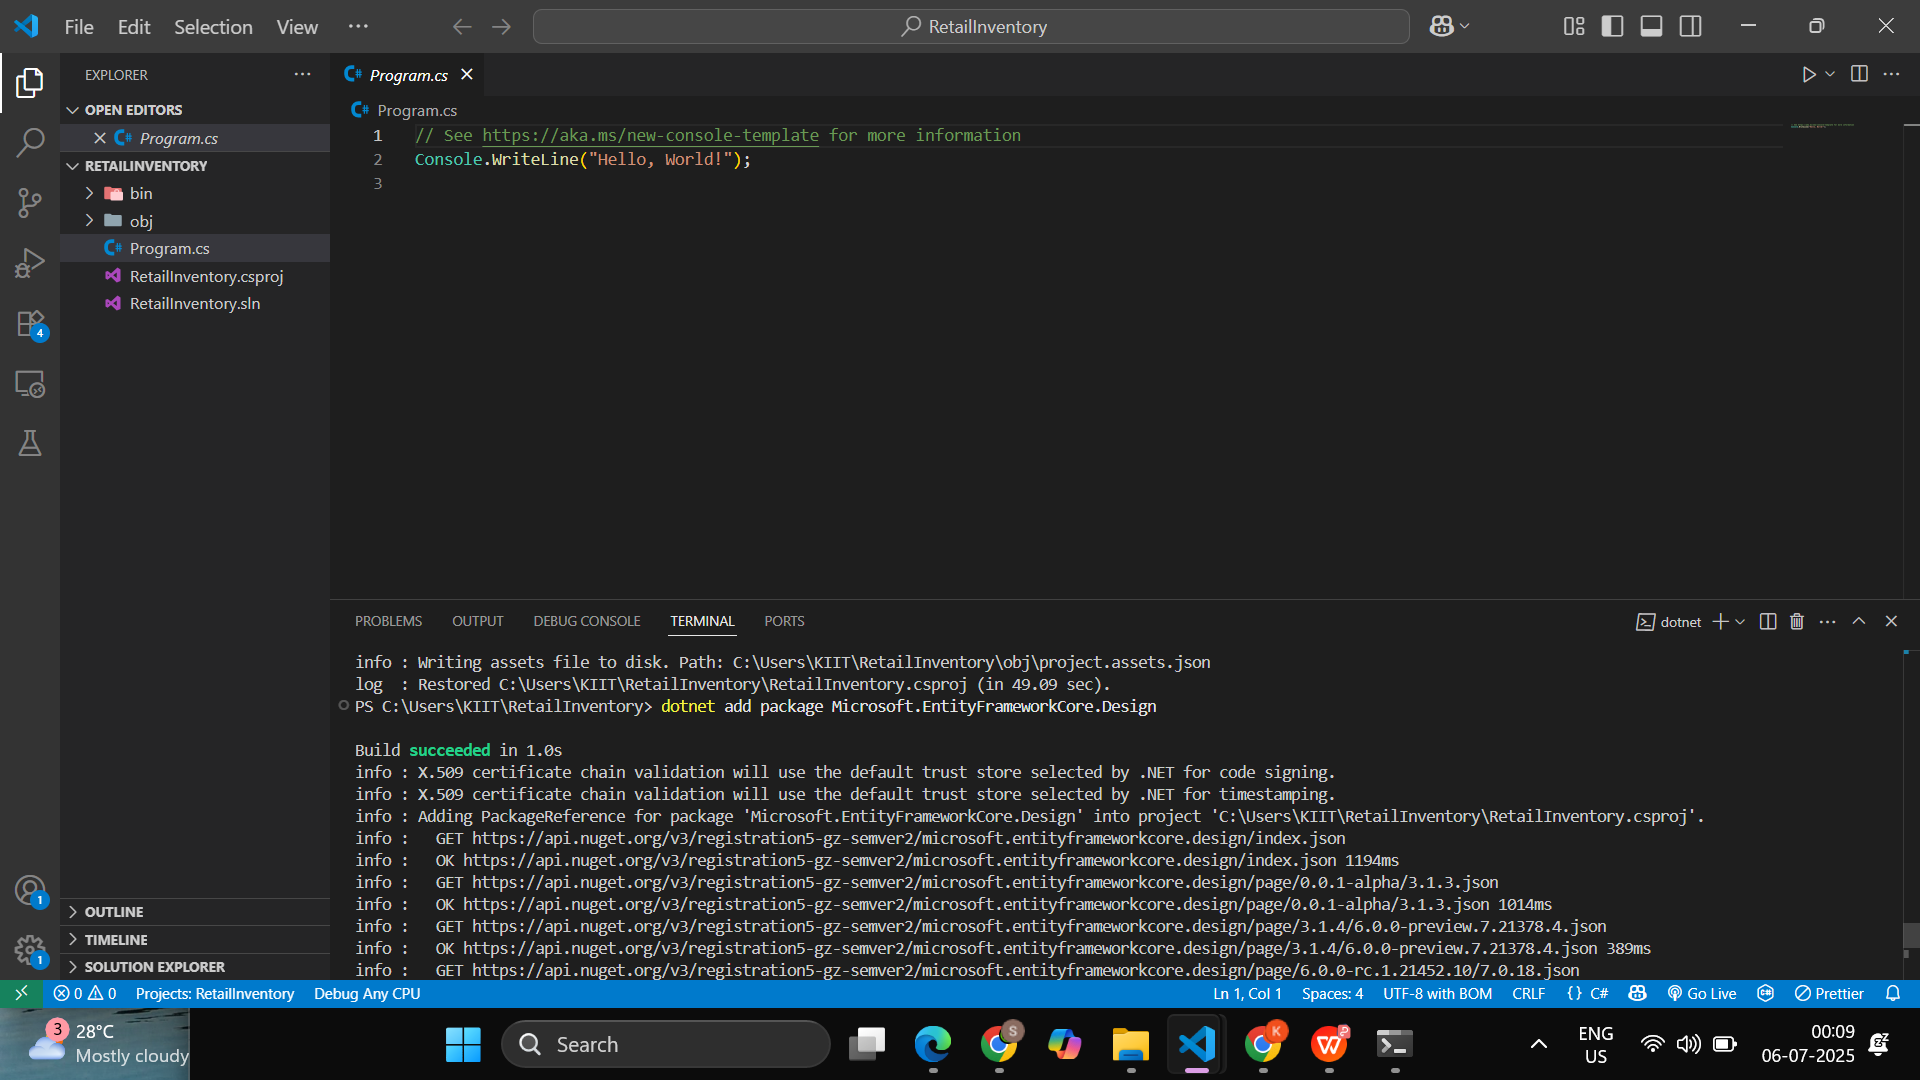 File Edit Selection View ···
RetailInventory
EXPLORER
OPEN EDITORS
Program.cs
RETAILINVENTORY
bin
obj
Program.cs
RetailInventory.csproj
RetailInventory.sln
OUTLINE
TIMELINE
SOLUTION EXPLORER
4
1
1
Program.cs
Program.cs
1 // See https://aka.ms/new-console-template for more information
2 Console.WriteLine("Hello, World!");
3
PROBLEMS OUTPUT DEBUG CONSOLE TERMINAL PORTS
dotnet
info : Writing assets file to disk. Path: C:\Users\KIIT\RetailInventory\obj\project.assets.json
log  : Restored C:\Users\KIIT\RetailInventory\RetailInventory.csproj (in 49.09 sec).
PS C:\Users\KIIT\RetailInventory> dotnet add package Microsoft.EntityFrameworkCore.Design
Build succeeded in 1.0s
info : X.509 certificate chain validation will use the default trust store selected by .NET for code signing.
info : X.509 certificate chain validation will use the default trust store selected by .NET for timestamping.
info : Adding PackageReference for package 'Microsoft.EntityFrameworkCore.Design' into project 'C:\Users\KIIT\RetailInventory\RetailInventory.csproj'.
info :   GET https://api.nuget.org/v3/registration5-gz-semver2/microsoft.entityframeworkcore.design/index.json
info :   OK https://api.nuget.org/v3/registration5-gz-semver2/microsoft.entityframeworkcore.design/index.json 1194ms
info :   GET https://api.nuget.org/v3/registration5-gz-semver2/microsoft.entityframeworkcore.design/page/0.0.1-alpha/3.1.3.json
info :   OK https://api.nuget.org/v3/registration5-gz-semver2/microsoft.entityframeworkcore.design/page/0.0.1-alpha/3.1.3.json 1014ms
info :   GET https://api.nuget.org/v3/registration5-gz-semver2/microsoft.entityframeworkcore.design/page/3.1.4/6.0.0-preview.7.21378.4.json
info :   OK https://api.nuget.org/v3/registration5-gz-semver2/microsoft.entityframeworkcore.design/page/3.1.4/6.0.0-preview.7.21378.4.json 389ms
info :   GET https://api.nuget.org/v3/registration5-gz-semver2/microsoft.entityframeworkcore.design/page/6.0.0-rc.1.21452.10/7.0.18.json
0 0 Projects: RetailInventory Debug Any CPU Ln 1, Col 1 Spaces: 4 UTF-8 with BOM CRLF {} C# Go Live Prettier
3 28°C
Mostly cloudy
Search
S
K
ENG
US
00:09
06-07-2025